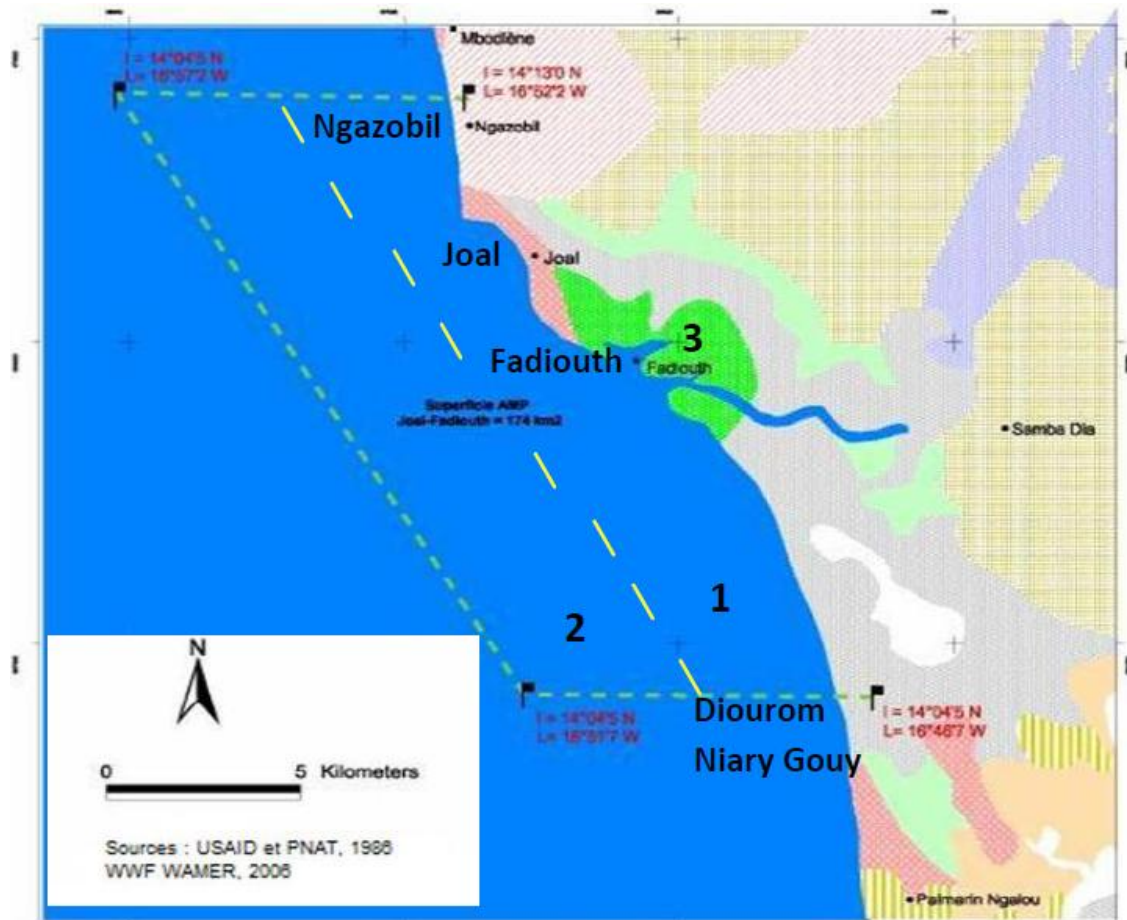 Mbodlène
l = 14°04'5 N
L= 16°57'2 W
l = 14°13'0 N
L= 16°52'2 W
Ngazobil
Ngazobil
Joal
Joal
3
Fadiouth
Fadiouth
Superficie AMP
Joal-Fadiouth = 174 km2
Samba Dia
1
2
N
l = 14°04'5 N
L= 16°51'7 W
Diourom
Niary Gouy
l = 14°04'5 N
L= 16°46'7 W
0 5 Kilometers
Sources : USAID et PNAT, 1986
WWF WAMER, 2006
Palmarin Ngalou